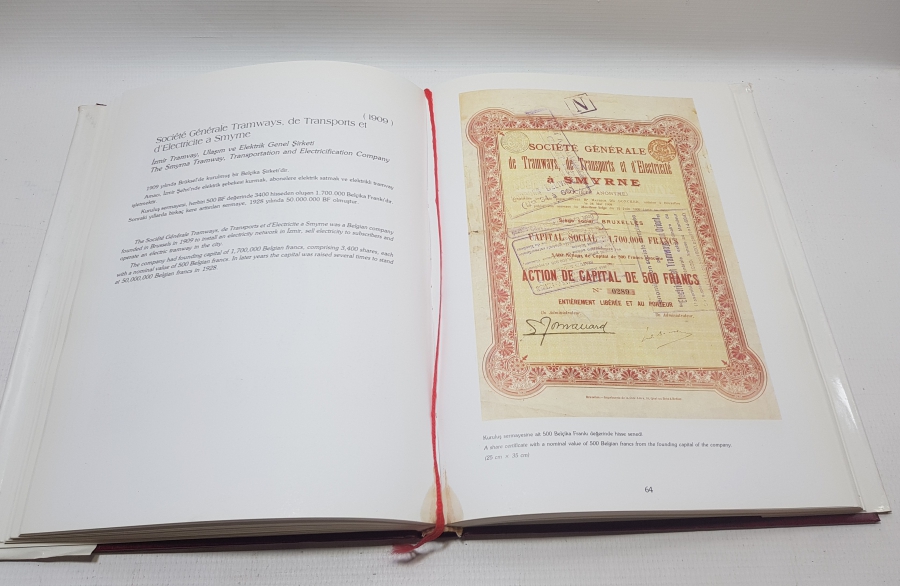 ( 1909 )
Société Générale Tramways, de Transports et
d'Electricite a Smyrne
İzmir Tramvay, Ulaşım ve Elektrik Genel Şirketi
The Smyrna Tramway, Transportation and Electricification Company
1909 yılında Brüksel'de kurulmuş bir Belçika Şirketi'dir.
Amacı, İzmir Şehri'nde elektrik şebekesi kurmak, abonelere elektrik satmak ve elektrikli tramvay
işletmekti.
Kuruluş sermayesi, beritari 500 BF değerinde 3400 hisseden oluşan 1.700.000 Belçika Frankı'dır.
Sonraki yıllarda birkaç kere artırılan sermaye, 1928 yılında 50.000.000 BF olmuştur.
The Société Générale Tramways, de Transports et d'Electricite a Smyrne was a Belgian company,
founded in Brussels in 1909 to install an electricity network in İzmir, sell electricity to subscribers and
operate an electric tramway in the city.
The company had founding capital of 1,700,000 Belgian francs, comprising 3,400 shares, each
with a nominal value of 500 Belgian francs. In later years the capital was raised several times to stand
at 50,000,000 Belgian francs in 1928.
N
SOCIÉTÉ GÉNÉRALE
de Tramways, de Transports et d'Electricité
à SMYRNE
Siège social : BRUXELLES
CAPITAL SOCIAL : 1,700,000 FRANCS
ACTION DE CAPITAL DE 500 FRANCS
N° 0380
ENTIÈREMENT LIBÉRÉE ET AU PORTEUR
Un Administrateur, Un Administrateur,
Kuruluş sermayesine ait 500 Belçika Frankı değerinde hisse senedi
A share certificate with a nominal value of 500 Belgian francs from the founding capital of the company.
(25 cm x 35 cm)
64